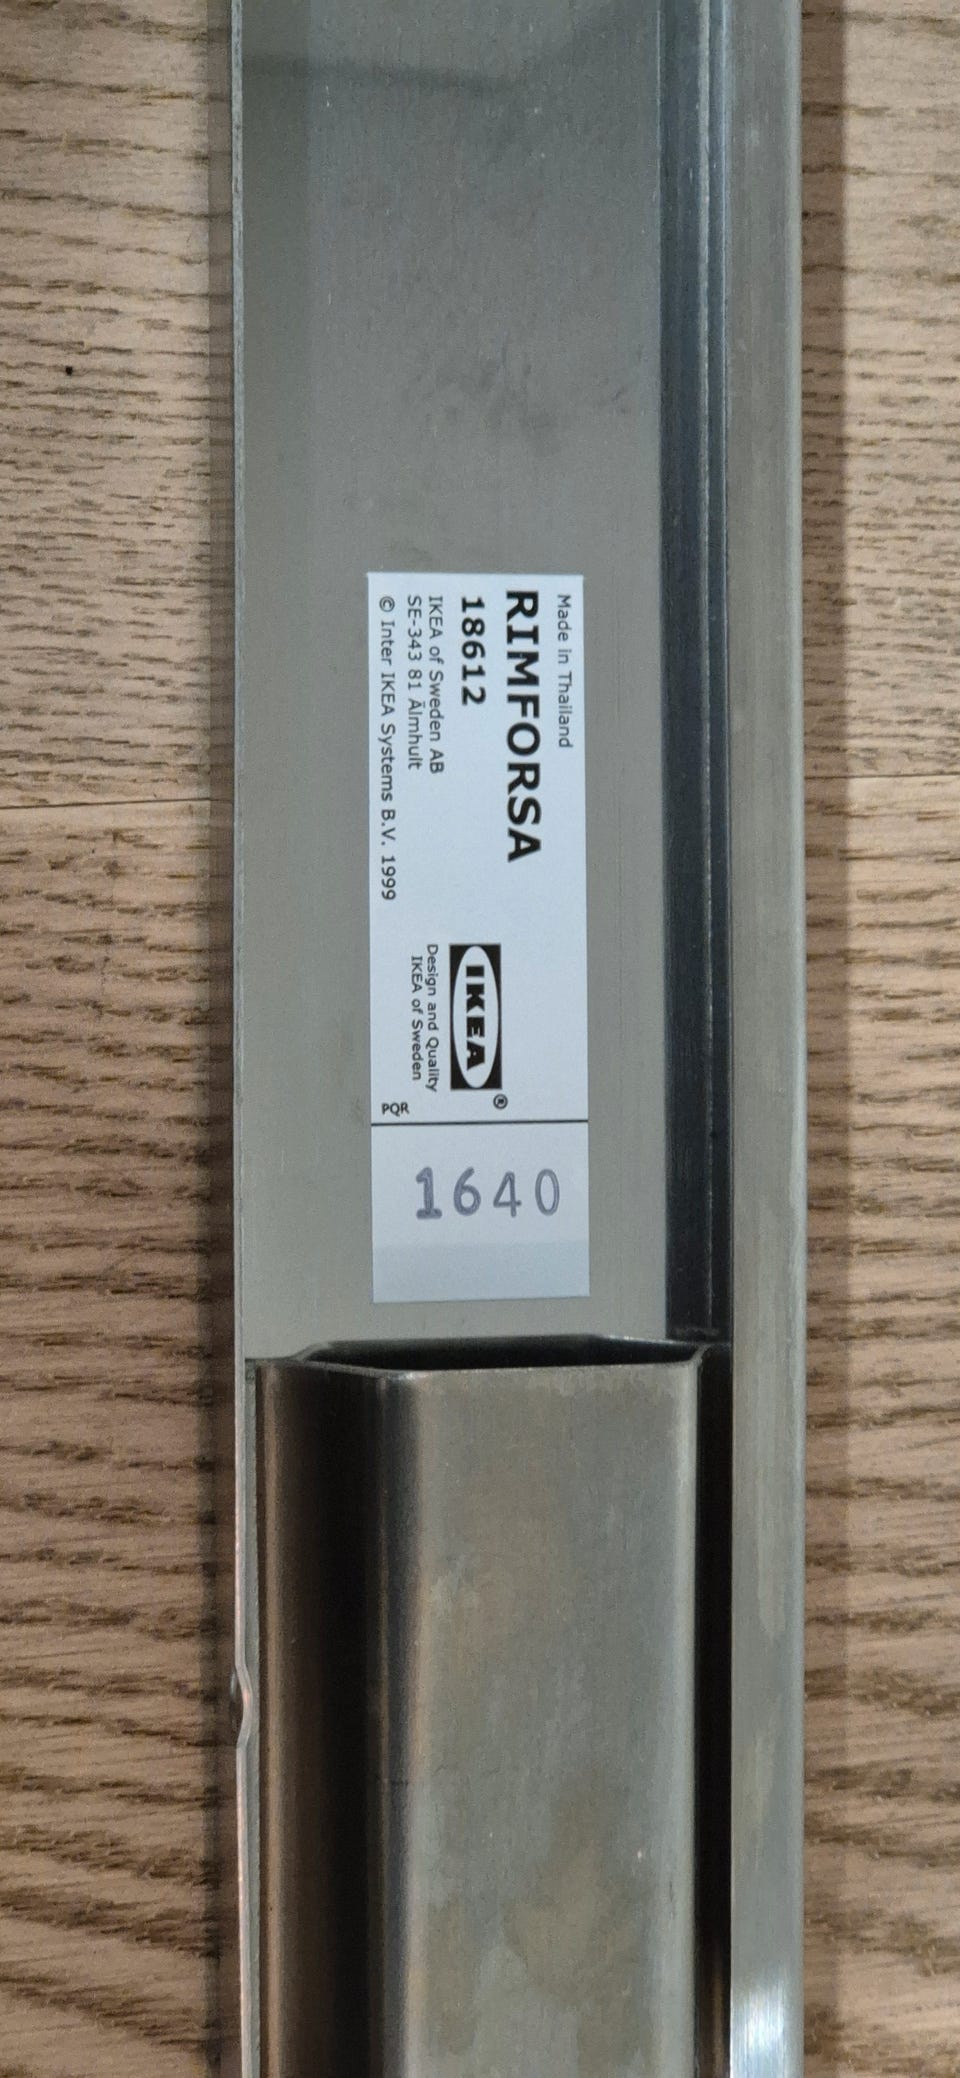 Made in Thailand
RIMFORSA
18612
IKEA of Sweden AB
SE-343 81 Älmhult
© Inter IKEA Systems B.V. 1999
IKEA®
Design and Quality
IKEA of Sweden
PQR
1640